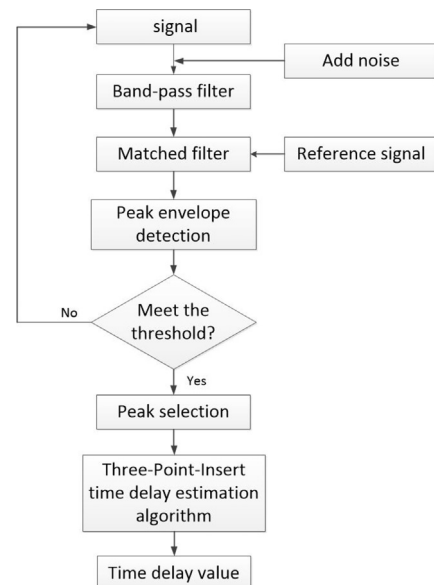 signal
Add noise
Band-pass filter
Matched filter
Reference signal
Peak envelope
detection
Meet the
threshold?
No
Yes
Peak selection
Three-Point-Insert
time delay estimation
algorithm
Time delay value